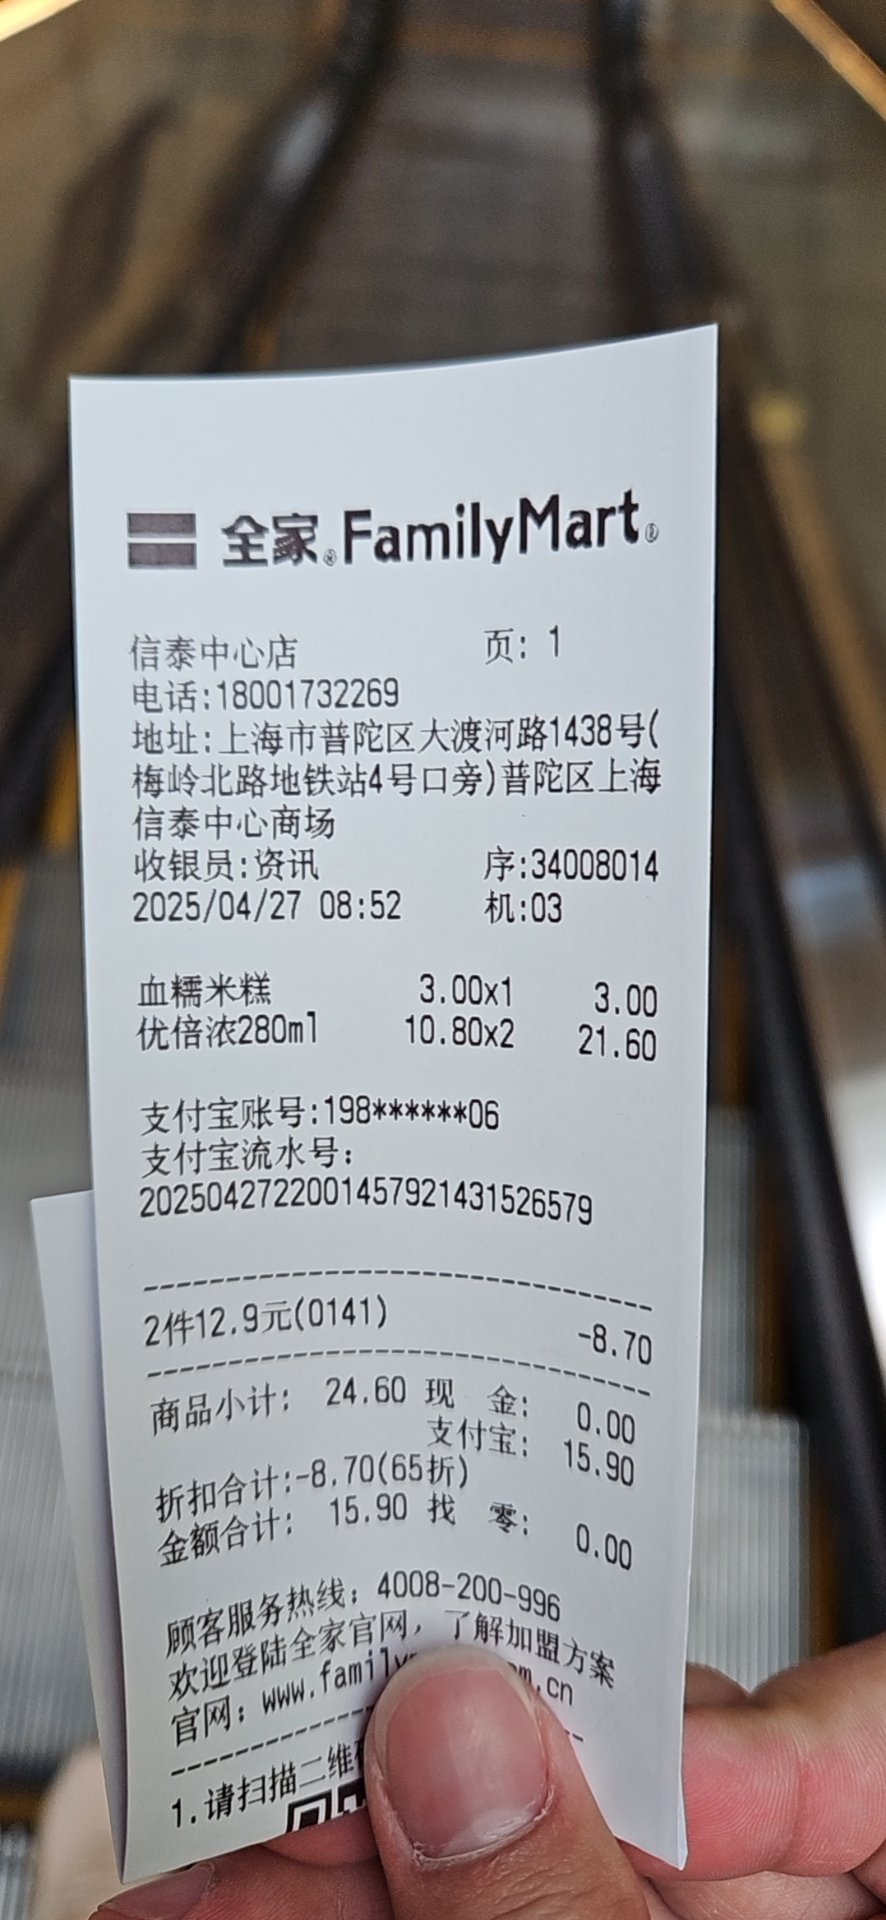 全家® FamilyMart®
信泰中心店 页: 1
电话:18001732269
地址:上海市普陀区大渡河路1438号(
梅岭北路地铁站4号口旁)普陀区上海
信泰中心商场
收银员:资讯 序:34008014
2025/04/27 08:52 机:03
血糯米糕 3.00x1 3.00
优倍浓280ml 10.80x2 21.60
支付宝账号:198******06
支付宝流水号:
2025042722001457921431526579
2件12.9元(0141) -8.70
商品小计: 24.60 现 金: 0.00
支付宝: 15.90
折扣合计:-8.70(65折)
金额合计: 15.90 找 零: 0.00
顾客服务热线: 4008-200-996
欢迎登陆全家官网, 了解加盟方案
官网: www.family .cn
1.请扫描二维